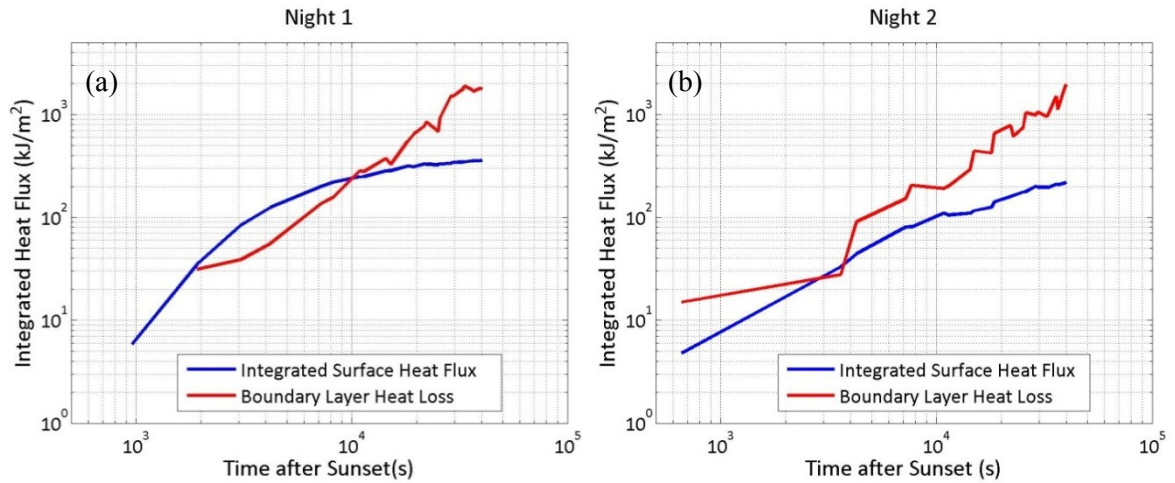 Night 1
(a)
Integrated Heat Flux (kJ/m²)
10³
10²
10¹
10⁰
Integrated Surface Heat Flux
Boundary Layer Heat Loss
10³
10⁴
10⁵
Time after Sunset(s)
Night 2
(b)
Integrated Heat Flux (kJ/m²)
10³
10²
10¹
10⁰
Integrated Surface Heat Flux
Boundary Layer Heat Loss
10³
10⁴
10⁵
Time after Sunset (s)